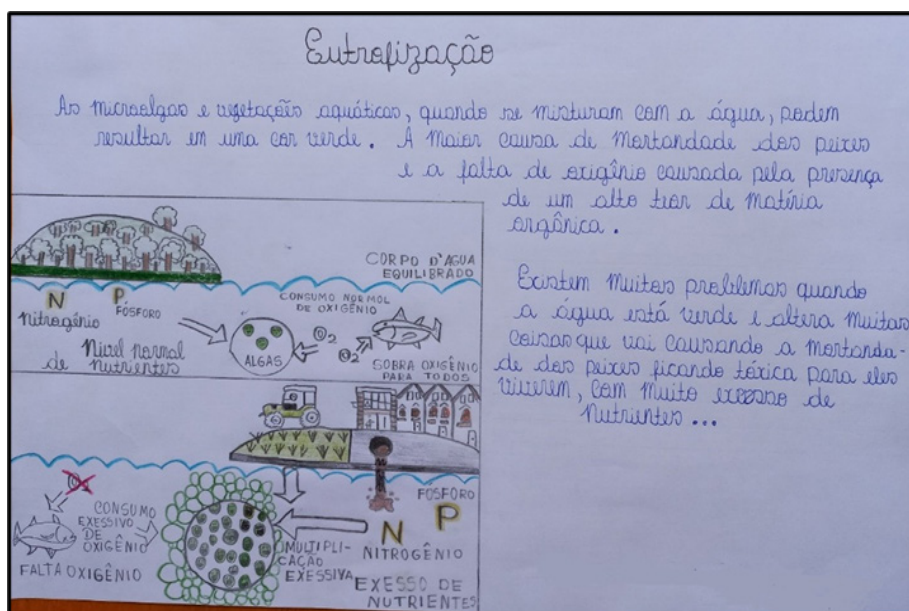 Eutrofização
As microalgas e vegetações aquáticas, quando se misturam com a água, podem
resultar em uma cor verde. A maior causa de mortandade dos peixes
e a falta de oxigênio causada pela presença
de um alto teor de matéria
orgânica.
Existem muitos problemas quando
a água está verde e altera muitas
coisas que vai causando a mortanda-
de dos peixes ficando tóxica para eles
viverem, com muito excesso de
nutrientes...
CORPO D'ÁGUA
EQUILIBRADO
N P
Nitrogênio FÓSFORO
Nivel normal
de nutrientes
ALGAS
CONSUMO NORMOL
DE OXIGÊNIO
O2
O2
SOBRA OXIGÊNIO
PARA TODOS
O2
CONSUMO
EXESSIVO
DE
OXIGÊNIO
FALTA OXIGÊNIO
MULTIPLI-
CAÇÃO
EXESSIVA
FÓSFORO
N P
NITROGÊNIO
EXESSO DE
NUTRIENTES